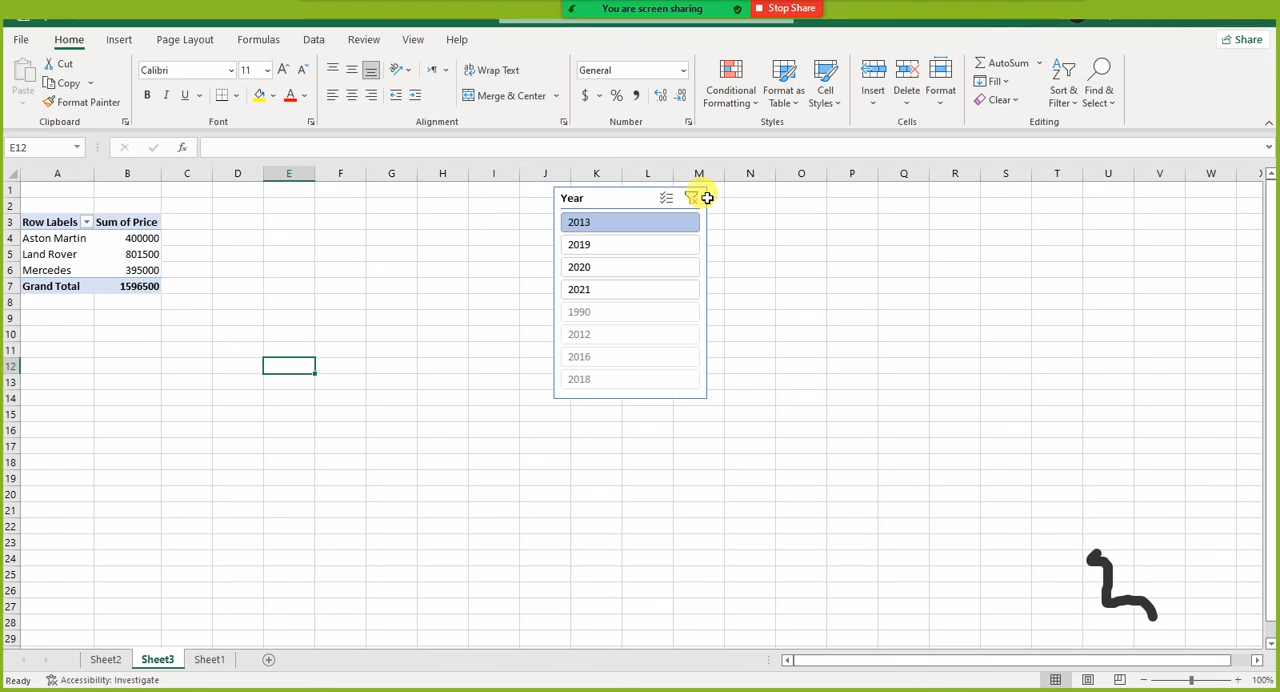 You are screen sharing Stop Share
File Home Insert Page Layout Formulas Data Review View Help Share
Paste Cut Copy Format Painter
Calibri 11
B I U
A A A
Wrap Text
Merge & Center
General
$ % ,
Conditional Formatting Format as Table Cell Styles
Insert Delete Format
AutoSum Fill Clear
Sort & Filter Find & Select
Clipboard Font Alignment Number Styles Cells Editing
E12 fx
A B C D E F G H I J K L M N O P Q R S T U V W
1
2
3 Row Labels Sum of Price
4 Aston Martin 400000
5 Land Rover 801500
6 Mercedes 395000
7 Grand Total 1596500
8
9
10
11
12
13
14
15
16
17
18
19
20
21
22
23
24
25
26
27
28
29
Year
2013
2019
2020
2021
1990
2012
2016
2018
Sheet2 Sheet3 Sheet1
Ready Accessibility: Investigate 100%